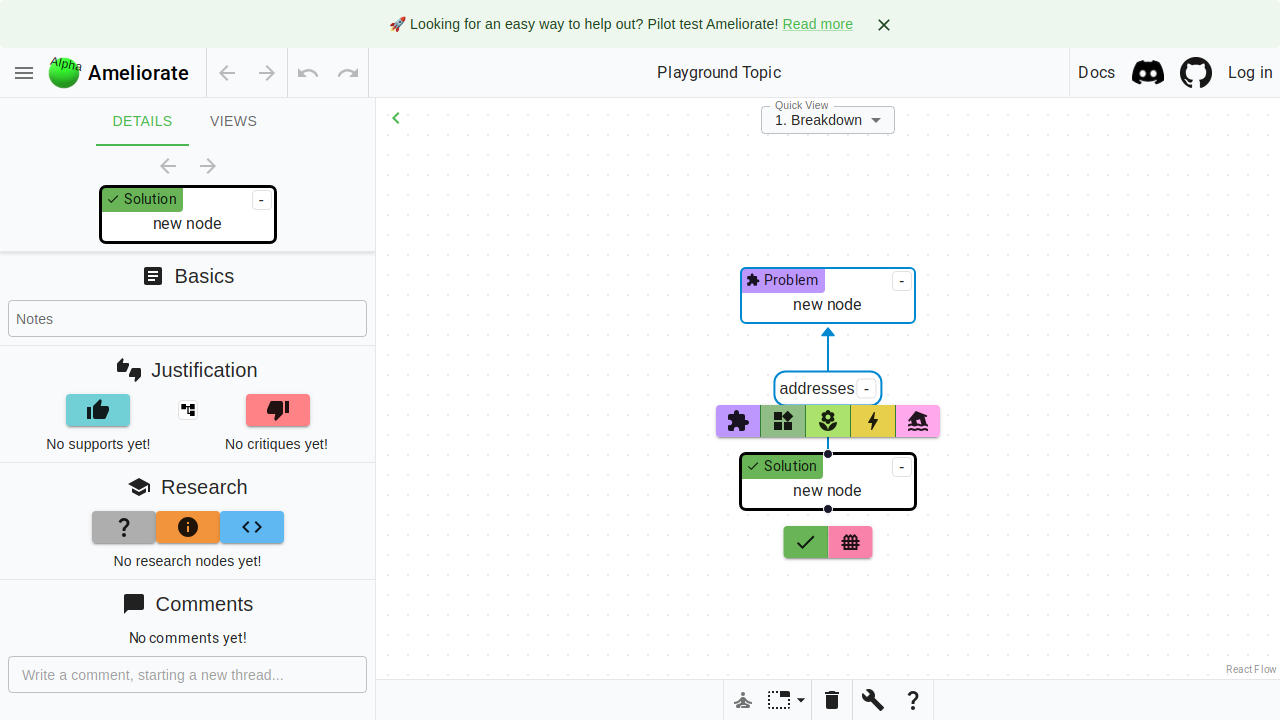 🚀 Looking for an easy way to help out? Pilot test Ameliorate! Read more
Alpha
Ameliorate
Playground Topic
Docs
Log in
DETAILS
VIEWS
Solution
-
new node
Basics
Notes
Justification
No supports yet!
No critiques yet!
Research
?
No research nodes yet!
Comments
No comments yet!
Write a comment, starting a new thread...
Quick View
1. Breakdown
Problem
-
new node
addresses -
Solution
-
new node
React Flow
?